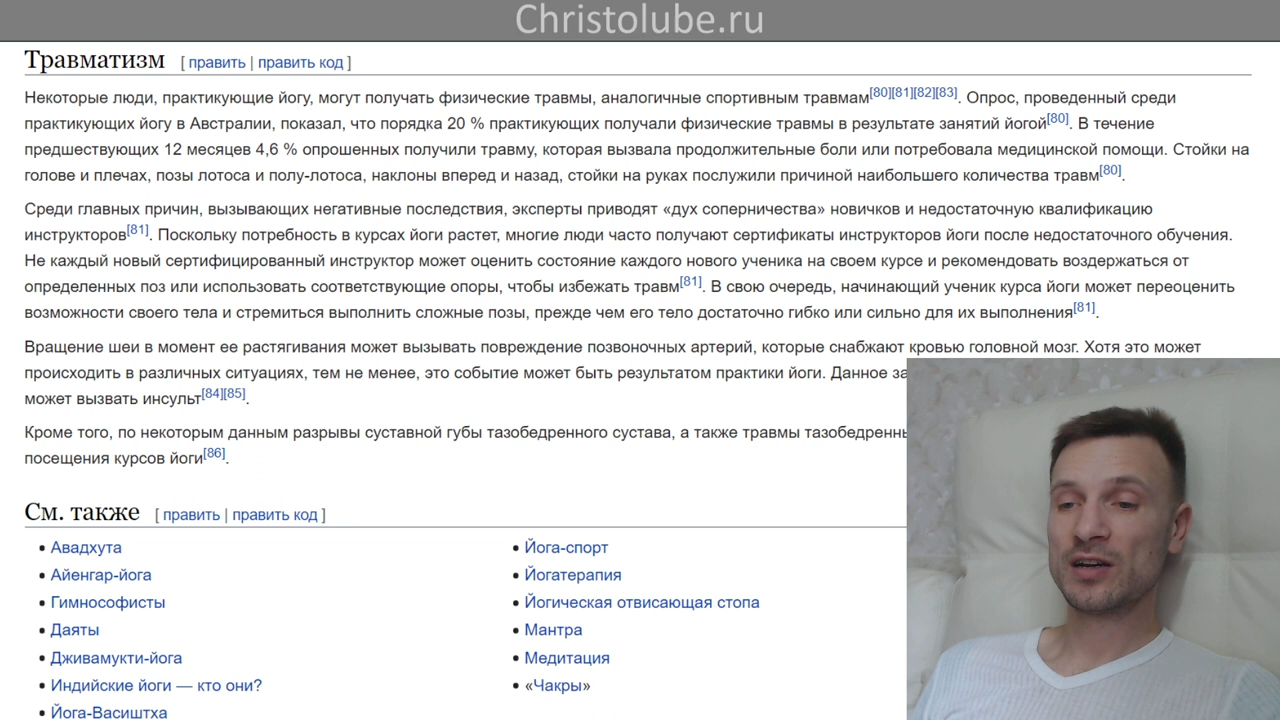 Christolube.ru
Травматизм [ править | править код ]
Некоторые люди, практикующие йогу, могут получать физические травмы, аналогичные спортивным травмам[80][81][82][83]. Опрос, проведенный среди
практикующих йогу в Австралии, показал, что порядка 20 % практикующих получали физические травмы в результате занятий йогой[80]. В течение
предшествующих 12 месяцев 4,6 % опрошенных получили травму, которая вызвала продолжительные боли или потребовала медицинской помощи. Стойки на
голове и плечах, позы лотоса и полу-лотоса, наклоны вперед и назад, стойки на руках послужили причиной наибольшего количества травм[80].
Среди главных причин, вызывающих негативные последствия, эксперты приводят «дух соперничества» новичков и недостаточную квалификацию
инструкторов[81]. Поскольку потребность в курсах йоги растет, многие люди часто получают сертификаты инструкторов йоги после недостаточного обучения.
Не каждый новый сертифицированный инструктор может оценить состояние каждого нового ученика на своем курсе и рекомендовать воздержаться от
определенных поз или использовать соответствующие опоры, чтобы избежать травм[81]. В свою очередь, начинающий ученик курса йоги может переоценить
возможности своего тела и стремиться выполнить сложные позы, прежде чем его тело достаточно гибко или сильно для их выполнения[81].
Вращение шеи в момент ее растягивания может вызывать повреждение позвоночных артерий, которые снабжают кровью головной мозг. Хотя это может
происходить в различных ситуациях, тем не менее, это событие может быть результатом практики йоги. Данное за
может вызвать инсульт[84][85].
Кроме того, по некоторым данным разрывы суставной губы тазобедренного сустава, а также травмы тазобедренны
посещения курсов йоги[86].
См. также [ править | править код ]
• Авадхута
• Айенгар-йога
• Гимнософисты
• Даяты
• Дживамукти-йога
• Индийские йоги — кто они?
• Йога-Васиштха
• Йога-спорт
• Йогатерапия
• Йогическая отвисающая стопа
• Мантра
• Медитация
• «Чакры»